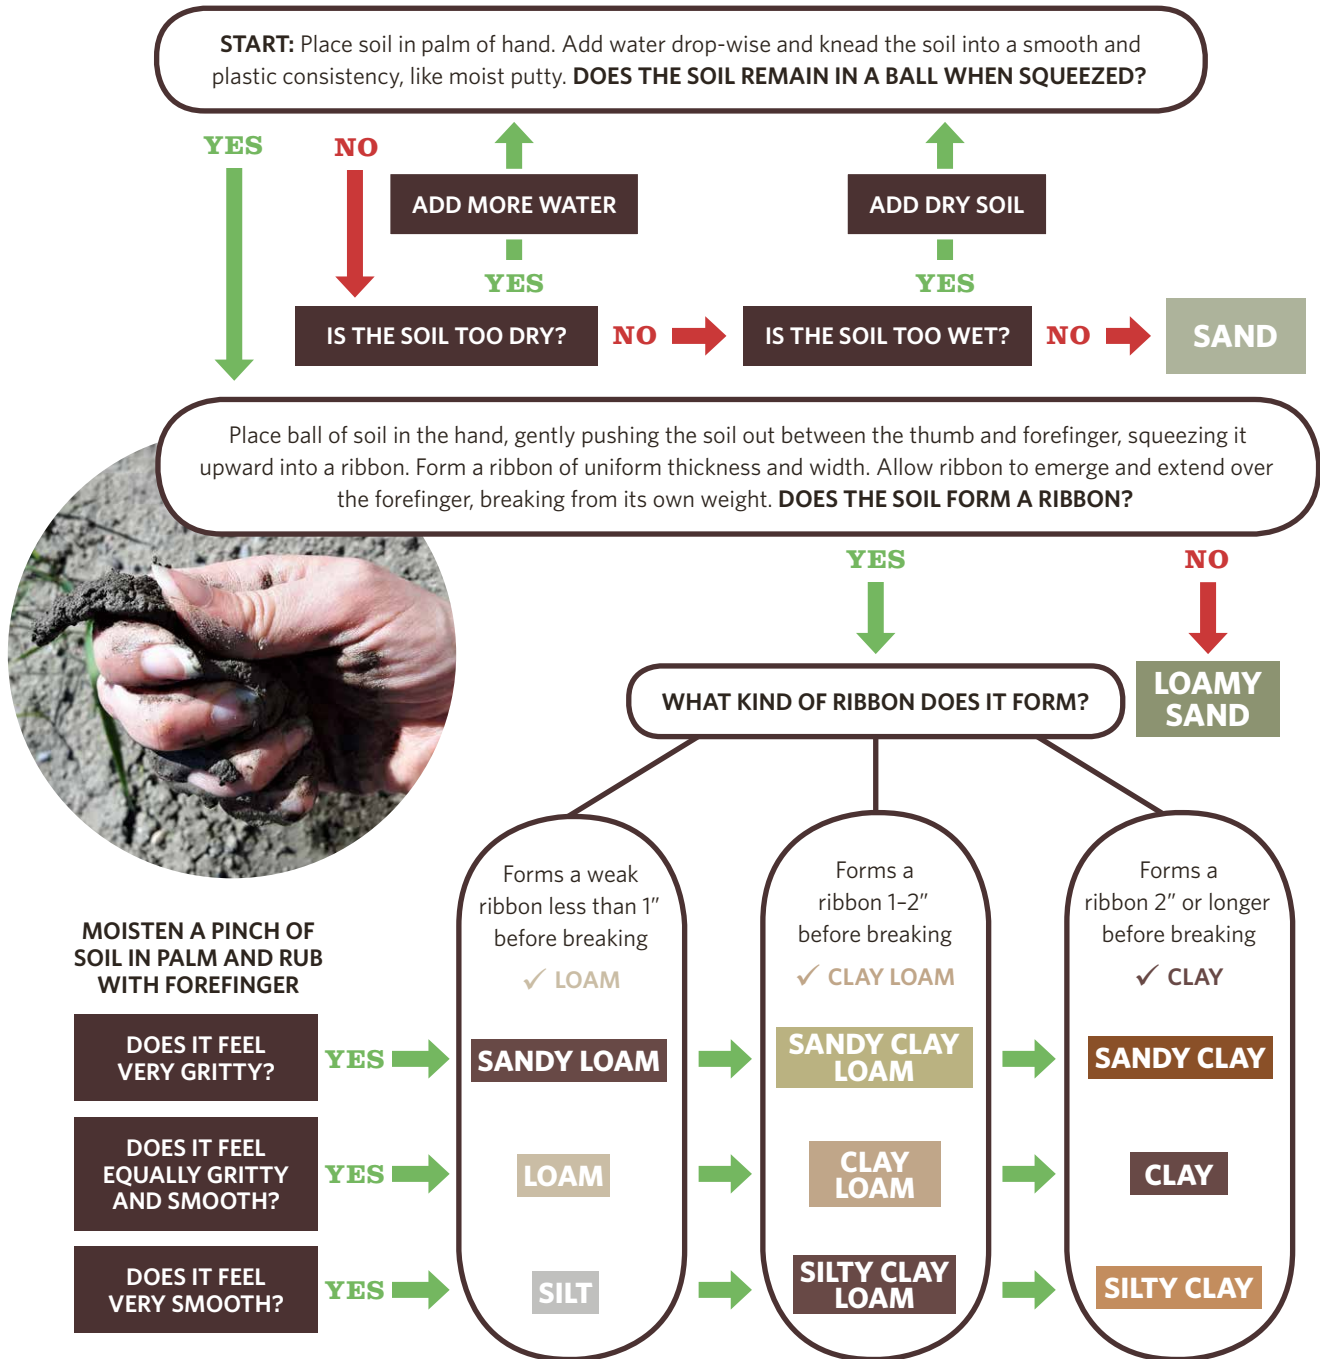 START: Place soil in palm of hand. Add water drop-wise and knead the soil into a smooth and
plastic consistency, like moist putty. DOES THE SOIL REMAIN IN A BALL WHEN SQUEEZED?
YES
NO
ADD MORE WATER
ADD DRY SOIL
YES
YES
IS THE SOIL TOO DRY?
NO
IS THE SOIL TOO WET?
NO
SAND
Place ball of soil in the hand, gently pushing the soil out between the thumb and forefinger, squeezing it
upward into a ribbon. Form a ribbon of uniform thickness and width. Allow ribbon to emerge and extend over
the forefinger, breaking from its own weight. DOES THE SOIL FORM A RIBBON?
YES
NO
WHAT KIND OF RIBBON DOES IT FORM?
LOAMY
SAND
Forms a weak
ribbon less than 1”
before breaking
✓ LOAM
Forms a
ribbon 1–2”
before breaking
✓ CLAY LOAM
Forms a
ribbon 2” or longer
before breaking
✓ CLAY
MOISTEN A PINCH OF
SOIL IN PALM AND RUB
WITH FOREFINGER
DOES IT FEEL
VERY GRITTY?
YES
SANDY LOAM
SANDY CLAY
LOAM
SANDY CLAY
DOES IT FEEL
EQUALLY GRITTY
AND SMOOTH?
YES
LOAM
CLAY
LOAM
CLAY
DOES IT FEEL
VERY SMOOTH?
YES
SILT
SILTY CLAY
LOAM
SILTY CLAY